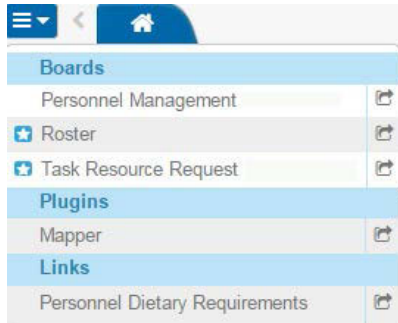 Boards
Personnel Management
Roster
Task Resource Request
Plugins
Mapper
Links
Personnel Dietary Requirements